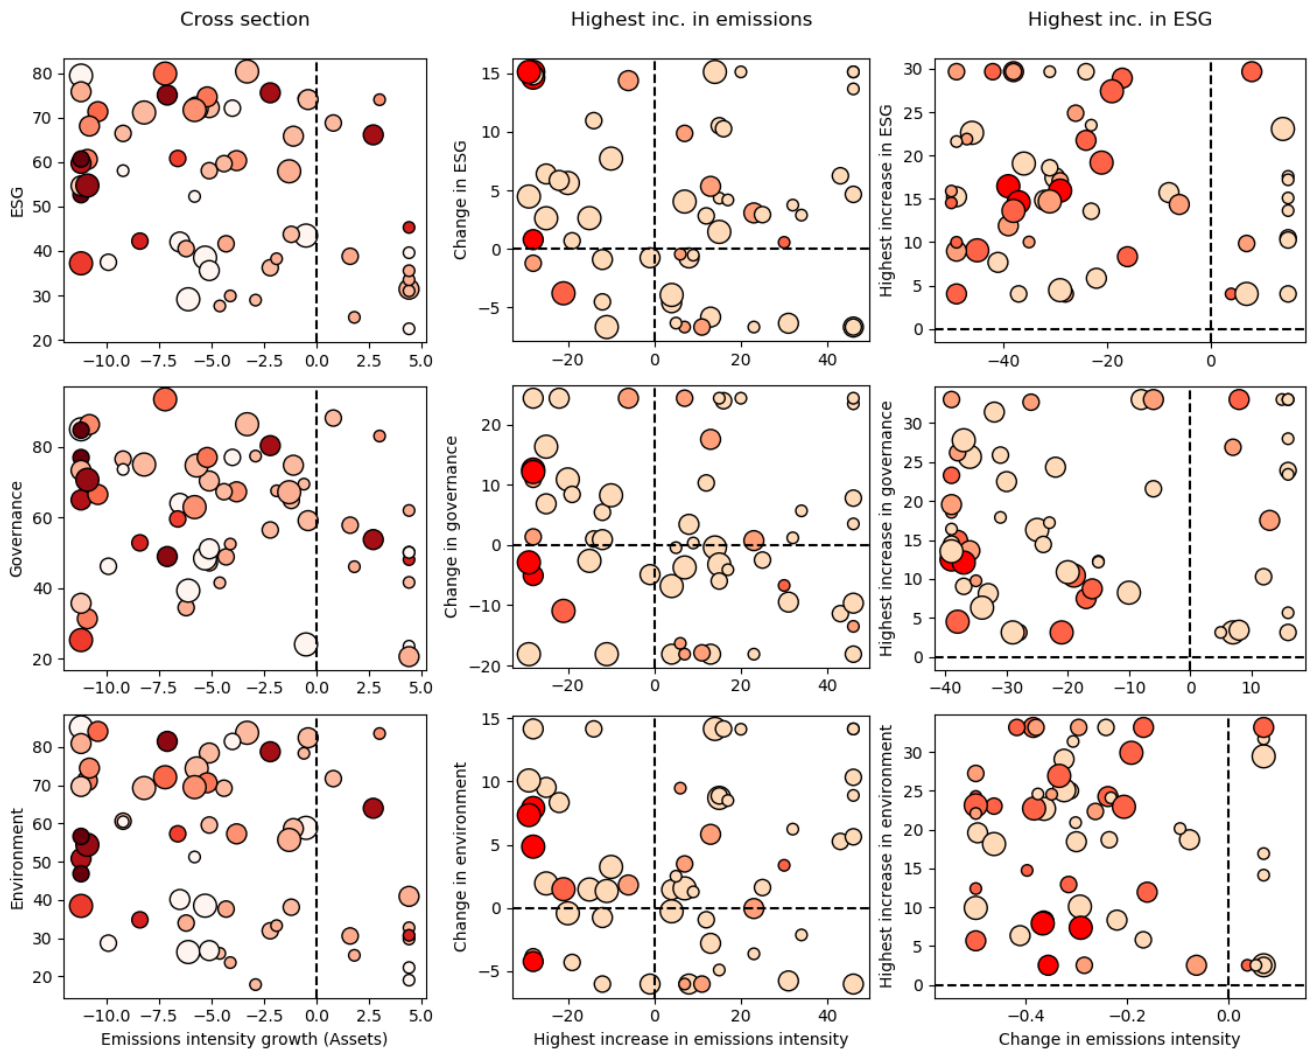 Cross section
Highest inc. in emissions
Highest inc. in ESG
80
70
60
50
40
30
20
ESG
−10.0 −7.5 −5.0 −2.5 0.0 2.5 5.0
15
10
5
0
−5
Change in ESG
−20 0 20 40
30
25
20
15
10
5
0
Highest increase in ESG
−40 −20 0
80
60
40
20
Governance
−10.0 −7.5 −5.0 −2.5 0.0 2.5 5.0
20
10
0
−10
−20
Change in governance
−20 0 20 40
30
25
20
15
10
5
0
Highest increase in governance
−40 −30 −20 −10 0 10
80
70
60
50
40
30
20
Environment
−10.0 −7.5 −5.0 −2.5 0.0 2.5 5.0
Emissions intensity growth (Assets)
15
10
5
0
−5
Change in environment
−20 0 20 40
Highest increase in emissions intensity
30
25
20
15
10
5
0
Highest increase in environment
−0.4 −0.2 0.0
Change in emissions intensity